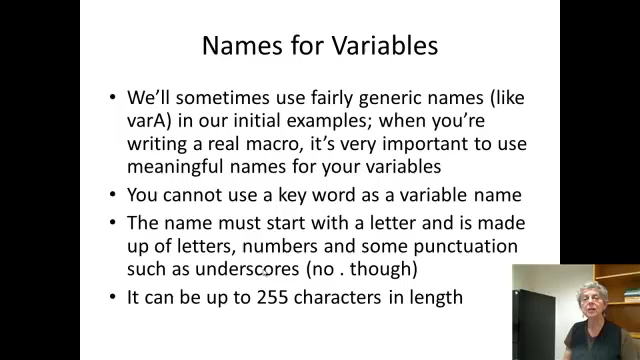 Names for Variables
• We'll sometimes use fairly generic names (like
varA) in our initial examples; when you're
writing a real macro, it's very important to use
meaningful names for your variables
• You cannot use a key word as a variable name
• The name must start with a letter and is made
up of letters, numbers and some punctuation
such as underscores (no . though)
• It can be up to 255 characters in length